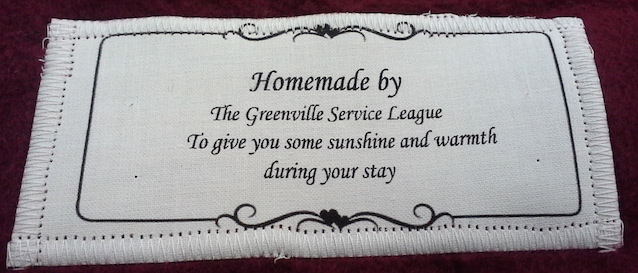 Homemade by
The Greenville Service League
To give you some sunshine and warmth
during your stay